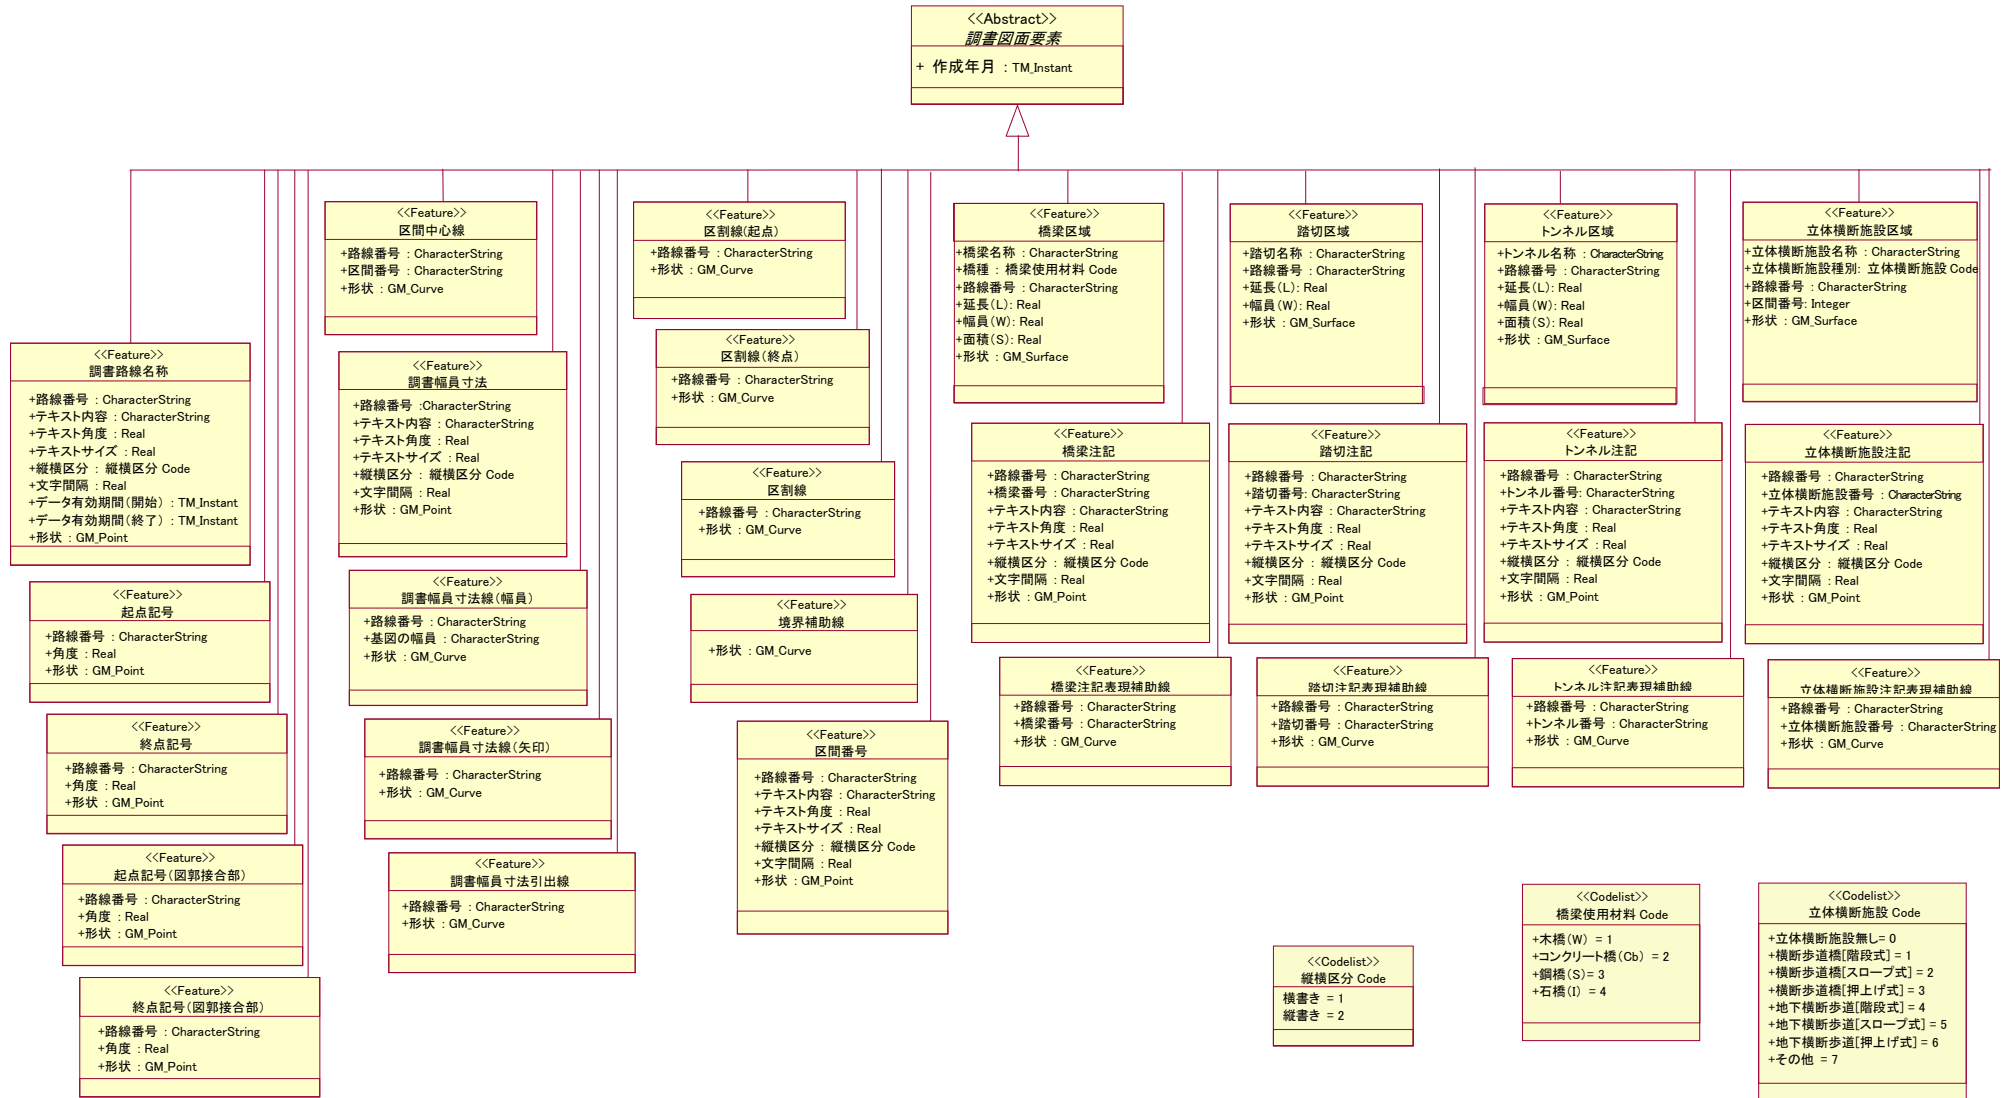 <<Abstract>>
調書図面要素
+ 作成年月 : TM_Instant
<<Feature>>
調書路線名称
+路線番号 : CharacterString
+テキスト内容 : CharacterString
+テキスト角度 : Real
+テキストサイズ : Real
+縦横区分 : 縦横区分 Code
+文字間隔 : Real
+データ有効期間(開始) : TM_Instant
+データ有効期間(終了) : TM_Instant
+形状 : GM_Point
<<Feature>>
起点記号
+路線番号 : CharacterString
+角度 : Real
+形状 : GM_Point
<<Feature>>
終点記号
+路線番号 : CharacterString
+角度 : Real
+形状 : GM_Point
<<Feature>>
起点記号(図郭接合部)
+路線番号 : CharacterString
+角度 : Real
+形状 : GM_Point
<<Feature>>
終点記号(図郭接合部)
+路線番号 : CharacterString
+角度 : Real
+形状 : GM_Point
<<Feature>>
区間中心線
+路線番号 : CharacterString
+区間番号 : CharacterString
+形状 : GM_Curve
<<Feature>>
調書幅員寸法
+路線番号 :CharacterString
+テキスト内容 : CharacterString
+テキスト角度 : Real
+テキストサイズ : Real
+縦横区分 : 縦横区分 Code
+文字間隔 : Real
+形状 : GM_Point
<<Feature>>
調書幅員寸法線(幅員)
+路線番号 : CharacterString
+基図の幅員 : CharacterString
+形状 : GM_Curve
<<Feature>>
調書幅員寸法線(矢印)
+路線番号 : CharacterString
+形状 : GM_Curve
<<Feature>>
調書幅員寸法引出線
+路線番号 : CharacterString
+形状 : GM_Curve
<<Feature>>
区割線(起点)
+路線番号 : CharacterString
+形状 : GM_Curve
<<Feature>>
区割線(終点)
+路線番号 : CharacterString
+形状 : GM_Curve
<<Feature>>
区割線
+路線番号 : CharacterString
+形状 : GM_Curve
<<Feature>>
境界補助線
+形状 : GM_Curve
<<Feature>>
区間番号
+路線番号 : CharacterString
+テキスト内容 : CharacterString
+テキスト角度 : Real
+テキストサイズ : Real
+縦横区分 : 縦横区分 Code
+文字間隔 : Real
+形状 : GM_Point
<<Feature>>
橋梁区域
+橋梁名称 : CharacterString
+橋種 : 橋梁使用材料 Code
+路線番号 : CharacterString
+延長(L): Real
+幅員(W): Real
+面積(S): Real
+形状 : GM_Surface
<<Feature>>
橋梁注記
+路線番号 : CharacterString
+橋梁番号 : CharacterString
+テキスト内容 : CharacterString
+テキスト角度 : Real
+テキストサイズ : Real
+縦横区分 : 縦横区分 Code
+文字間隔 : Real
+形状 : GM_Point
<<Feature>>
橋梁注記表現補助線
+路線番号 : CharacterString
+橋梁番号 : CharacterString
+形状 : GM_Curve
<<Feature>>
踏切区域
+踏切名称 : CharacterString
+路線番号 : CharacterString
+延長(L): Real
+幅員(W): Real
+形状 : GM_Surface
<<Feature>>
踏切注記
+路線番号 : CharacterString
+踏切番号: CharacterString
+テキスト内容 : CharacterString
+テキスト角度 : Real
+テキストサイズ : Real
+縦横区分 : 縦横区分 Code
+文字間隔 : Real
+形状 : GM_Point
<<Feature>>
踏切注記表現補助線
+路線番号 : CharacterString
+踏切番号 : CharacterString
+形状 : GM_Curve
<<Feature>>
トンネル区域
+トンネル名称 : CharacterString
+路線番号 : CharacterString
+延長(L): Real
+幅員(W): Real
+面積(S): Real
+形状 : GM_Surface
<<Feature>>
トンネル注記
+路線番号 : CharacterString
+トンネル番号: CharacterString
+テキスト内容 : CharacterString
+テキスト角度 : Real
+テキストサイズ : Real
+縦横区分 : 縦横区分 Code
+文字間隔 : Real
+形状 : GM_Point
<<Feature>>
トンネル注記表現補助線
+路線番号 : CharacterString
+トンネル番号 : CharacterString
+形状 : GM_Curve
<<Feature>>
立体横断施設区域
+立体横断施設名称 : CharacterString
+立体横断施設種別: 立体横断施設 Code
+路線番号 : CharacterString
+区間番号: Integer
+形状 : GM_Surface
<<Feature>>
立体横断施設注記
+路線番号 : CharacterString
+立体横断施設番号 : CharacterString
+テキスト内容 : CharacterString
+テキスト角度 : Real
+テキストサイズ : Real
+縦横区分 : 縦横区分 Code
+文字間隔 : Real
+形状 : GM_Point
<<Feature>>
立体横断施設注記表現補助線
+路線番号 : CharacterString
+立体横断施設番号 : CharacterString
+形状 : GM_Curve
<<Codelist>>
縦横区分 Code
横書き = 1
縦書き = 2
<<Codelist>>
橋梁使用材料 Code
+木橋(W) = 1
+コンクリート橋(Cb) = 2
+鋼橋(S)= 3
+石橋(I) = 4
<<Codelist>>
立体横断施設 Code
+立体横断施設無し= 0
+横断歩道橋[階段式] = 1
+横断歩道橋[スロープ式] = 2
+横断歩道橋[押上げ式] = 3
+地下横断歩道[階段式] = 4
+地下横断歩道[スロープ式] = 5
+地下横断歩道[押上げ式] = 6
+その他 = 7